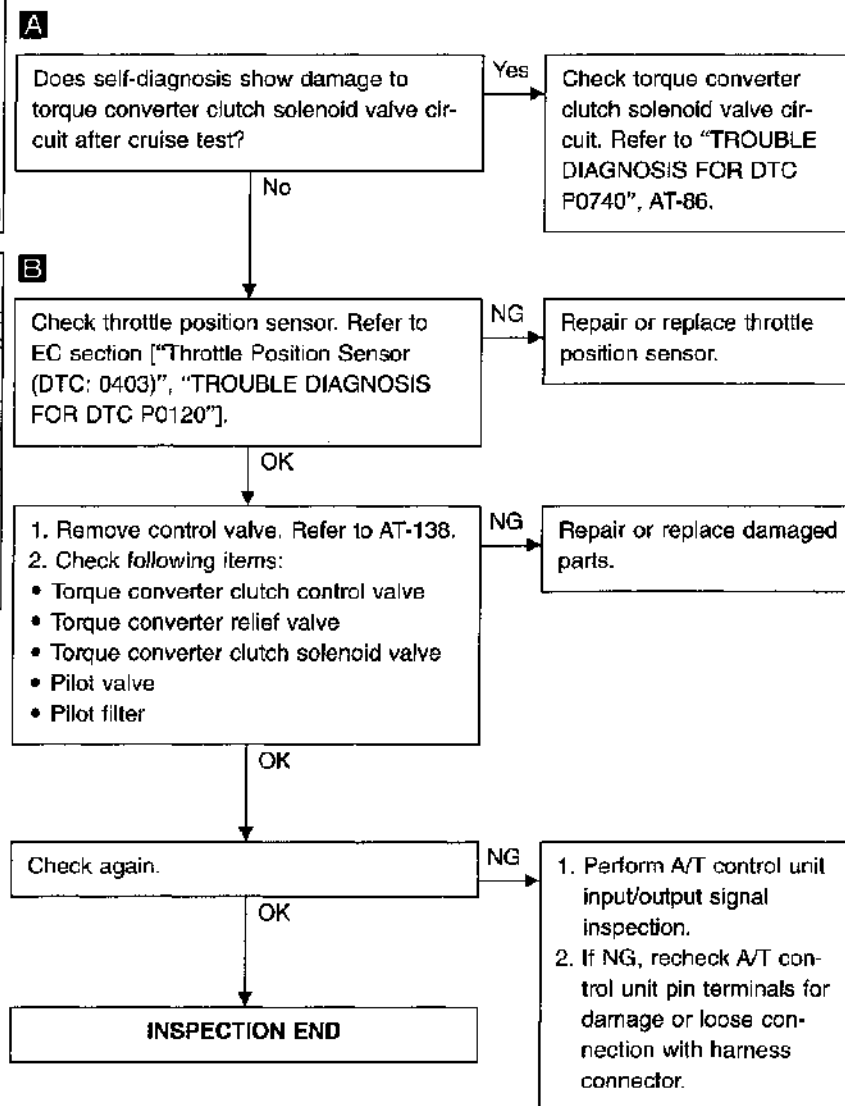 A
Does self-diagnosis show damage to
torque converter clutch solenoid valve cir-
cuit after cruise test?
Yes
Check torque converter
clutch solenoid valve cir-
cuit. Refer to “TROUBLE
DIAGNOSIS FOR DTC
P0740”, AT-86.
No
B
Check throttle position sensor. Refer to
EC section [“Throttle Position Sensor
(DTC: 0403)”, “TROUBLE DIAGNOSIS
FOR DTC P0120”].
NG
Repair or replace throttle
position sensor.
OK
1. Remove control valve. Refer to AT-138.
2. Check following items:
• Torque converter clutch control valve
• Torque converter relief valve
• Torque converter clutch solenoid valve
• Pilot valve
• Pilot filter
NG
Repair or replace damaged
parts.
OK
Check again.
NG
1. Perform A/T control unit
input/output signal
inspection.
2. If NG, recheck A/T con-
trol unit pin terminals for
damage or loose con-
nection with harness
connector.
OK
INSPECTION END